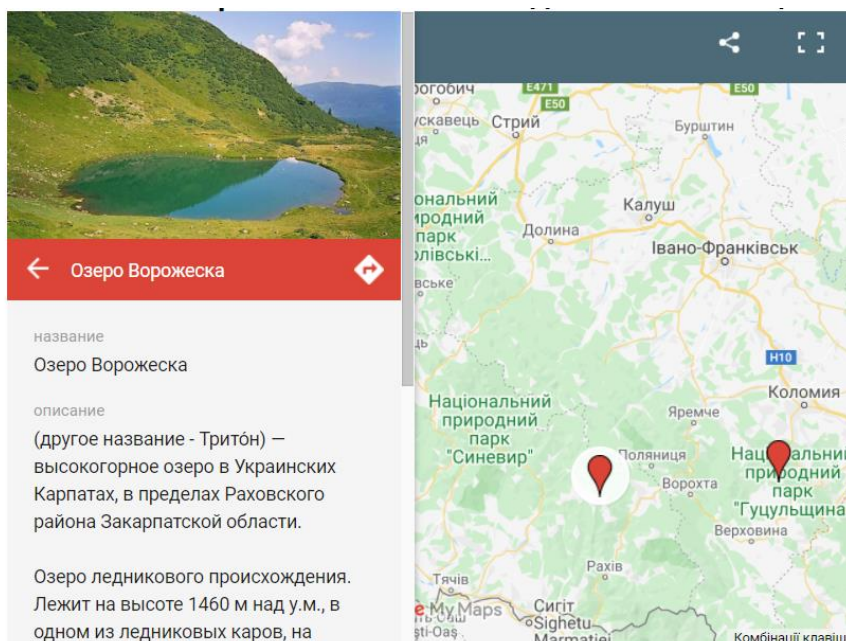 Озеро Ворожеска
название
Озеро Ворожеска
описание
(другое название - Трито́н) —
высокогорное озеро в Украинских
Карпатах, в пределах Раховского
района Закарпатской области.
Озеро ледникового происхождения.
Лежит на высоте 1460 м над у.м., в
одном из ледниковых каров, на
E471
E50
E50
Стрий
Бурштин
Калуш
Долина
Івано-Франківськ
H10
Коломия
Національний
природний
парк
"Синевир"
Яремче
Поляниця
Ворохта
природний
парк
"Гуцульщина
Верховина
Рахів
Тячів
My Maps
Сигіт
Sighetu
Marmației
Комбінації клавіш